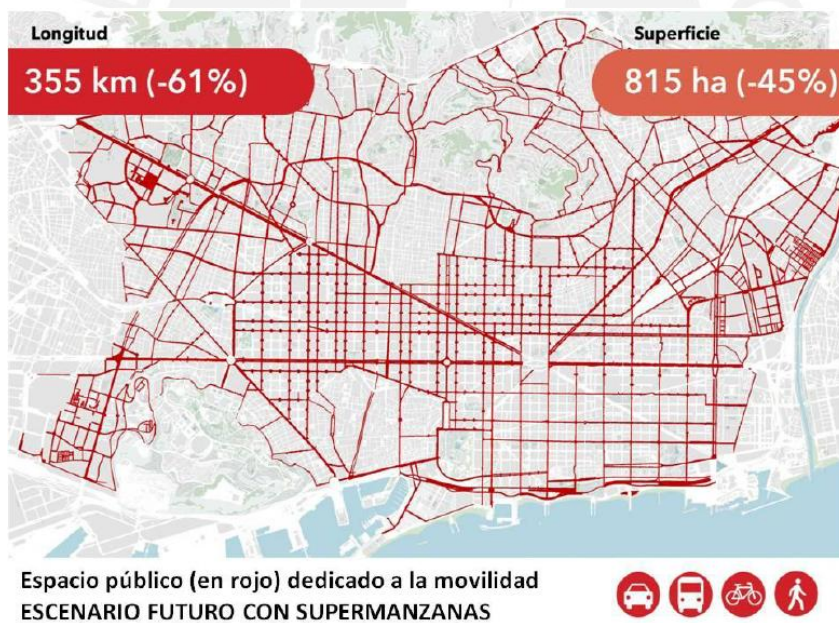 Longitud
355 km (-61%)
Superficie
815 ha (-45%)
Espacio público (en rojo) dedicado a la movilidad
ESCENARIO FUTURO CON SUPERMANZANAS